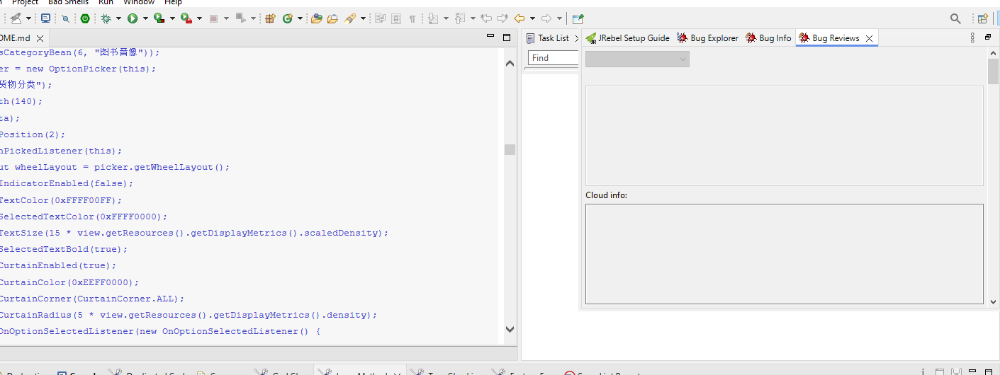 Project Bad Smells Run Window Help
OME.md
Task List
JRebel Setup Guide
Bug Explorer
Bug Info
Bug Reviews
Find
sCategoryBean(6, "图书音像"));
er = new OptionPicker(this);
货物分类");
th(140);
ta);
Position(2);
nPickedListener(this);
ut wheelLayout = picker.getWheelLayout();
IndicatorEnabled(false);
TextColor(0xFFFF00FF);
SelectedTextColor(0xFFFF0000);
TextSize(15 * view.getResources().getDisplayMetrics().scaledDensity);
SelectedTextBold(true);
CurtainEnabled(true);
CurtainColor(0xEEFF0000);
CurtainCorner(CurtainCorner.ALL);
CurtainRadius(5 * view.getResources().getDisplayMetrics().density);
OnOptionSelectedListener(new OnOptionSelectedListener() {
Cloud info: